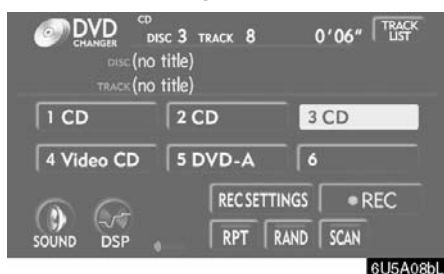 DVD CHANGER CD DISC 3 TRACK 8 0'06" TRACK LIST
DISC (no title)
TRACK (no title)
1 CD 2 CD 3 CD
4 Video CD 5 DVD-A 6
REC SETTINGS ●REC
SOUND DSP RPT RAND SCAN
6U5A08bL